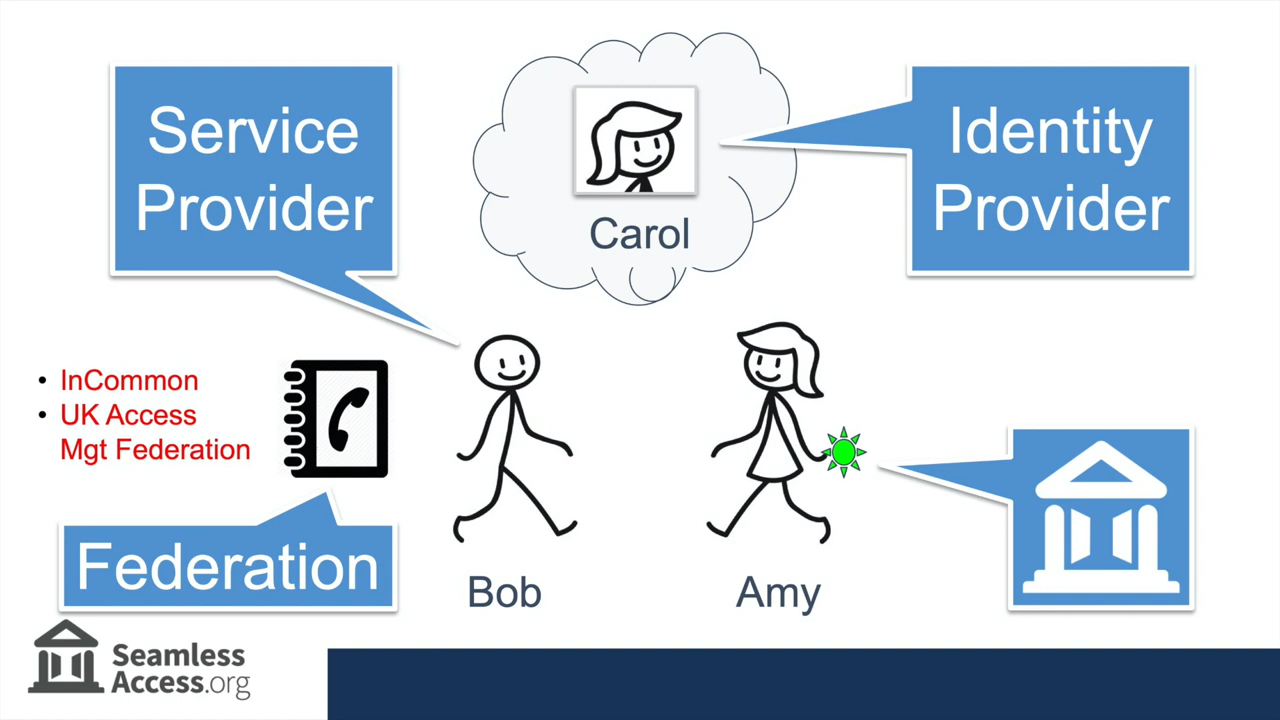 Service
Provider
Carol
Identity
Provider
• InCommon
• UK Access
Mgt Federation
Federation
Bob
Amy
Seamless
Access.org